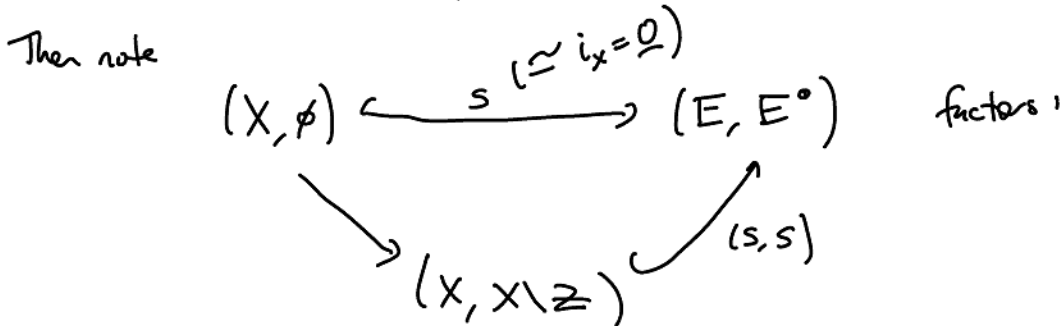 Then note
s (≃ i_X = 0)
(X, ∅) ↪ (E, E°) factors:
(s, s)
(X, X\Z)